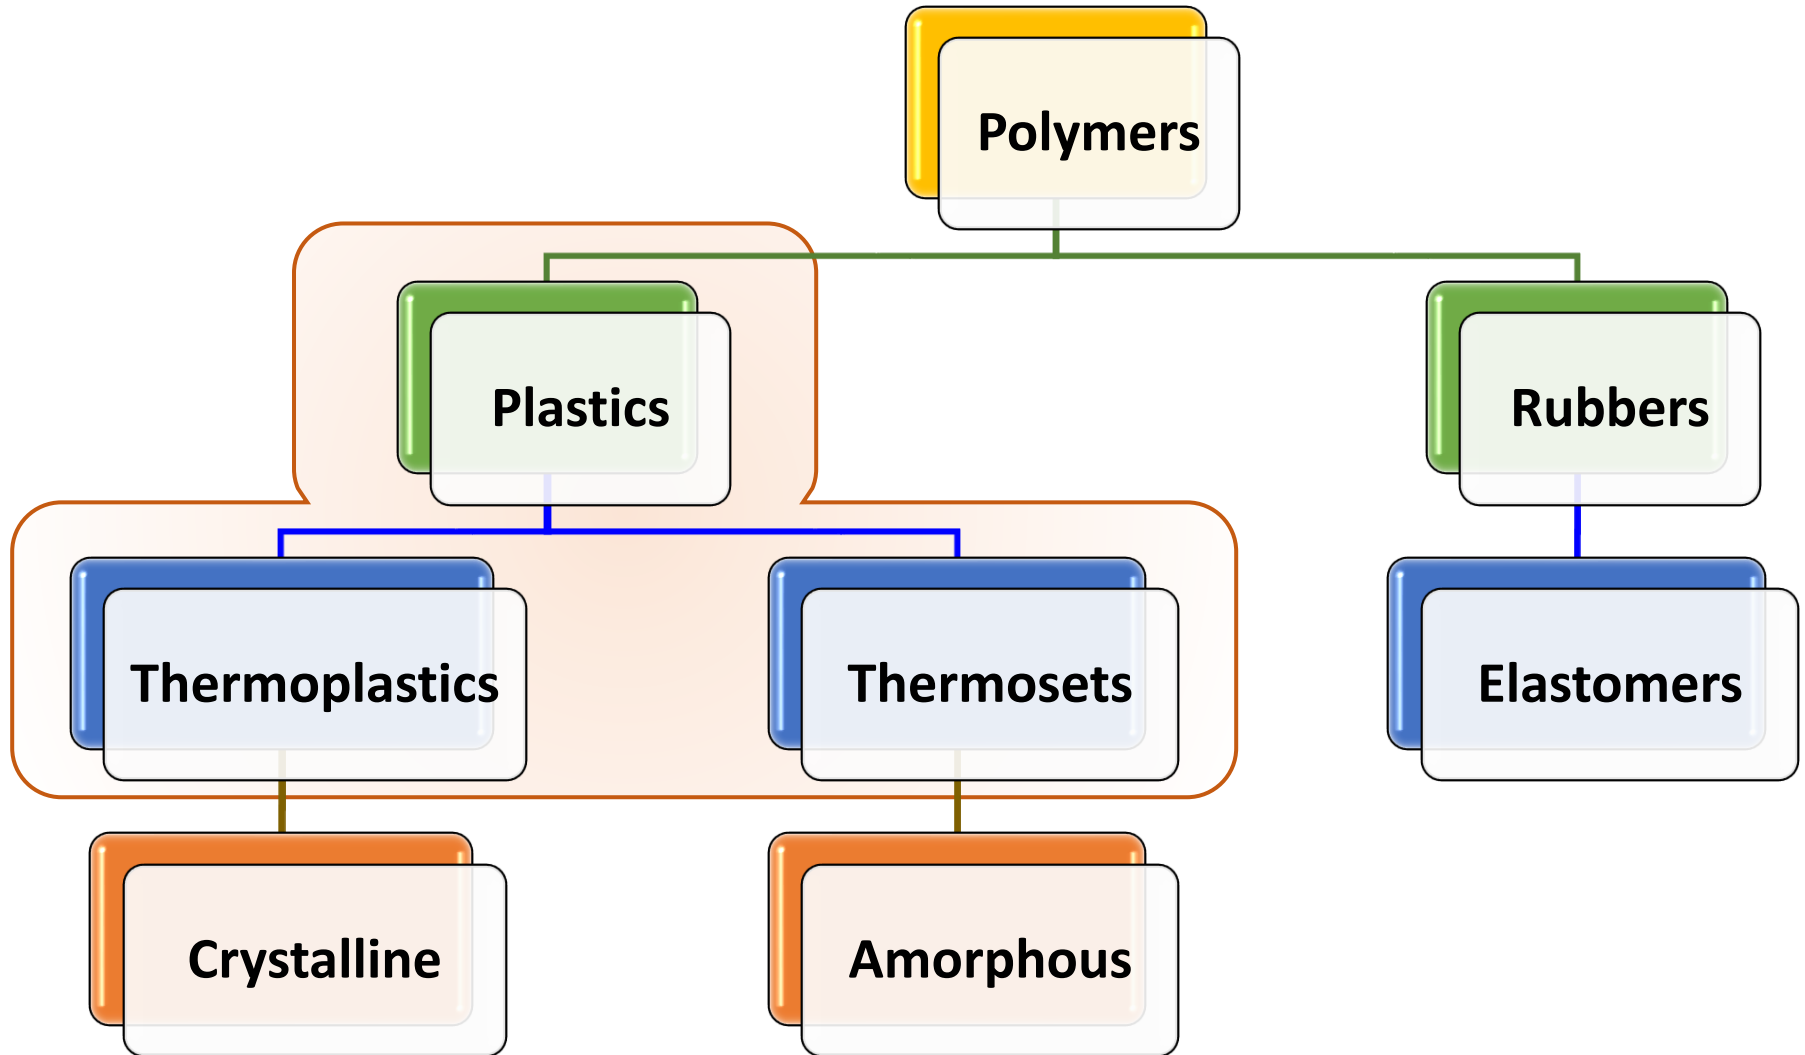 Polymers
Plastics
Rubbers
Thermoplastics
Thermosets
Elastomers
Crystalline
Amorphous